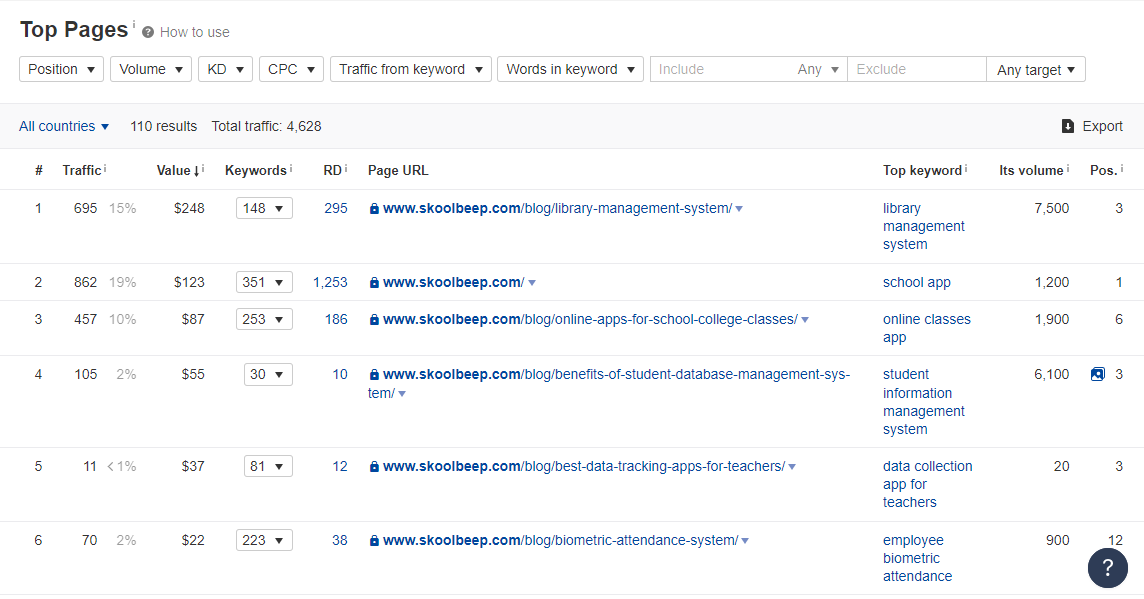 Top Pages i ? How to use
Position Volume KD CPC Traffic from keyword Words in keyword Include Any Exclude Any target
All countries 110 results Total traffic: 4,628 Export
# Traffic i Value i Keywords i RD i Page URL Top keyword i Its volume i Pos. i
1 695 15% $248 148 295 www.skoolbeep.com/blog/library-management-system/ library 7,500 3
management
system
2 862 19% $123 351 1,253 www.skoolbeep.com/ school app 1,200 1
3 457 10% $87 253 186 www.skoolbeep.com/blog/online-apps-for-school-college-classes/ online classes 1,900 6
app
4 105 2% $55 30 10 www.skoolbeep.com/blog/benefits-of-student-database-management-sys- student 6,100 3
tem/ information
management
system
5 11 <1% $37 81 12 www.skoolbeep.com/blog/best-data-tracking-apps-for-teachers/ data collection 20 3
app for
teachers
6 70 2% $22 223 38 www.skoolbeep.com/blog/biometric-attendance-system/ employee 900 12
biometric
attendance
?